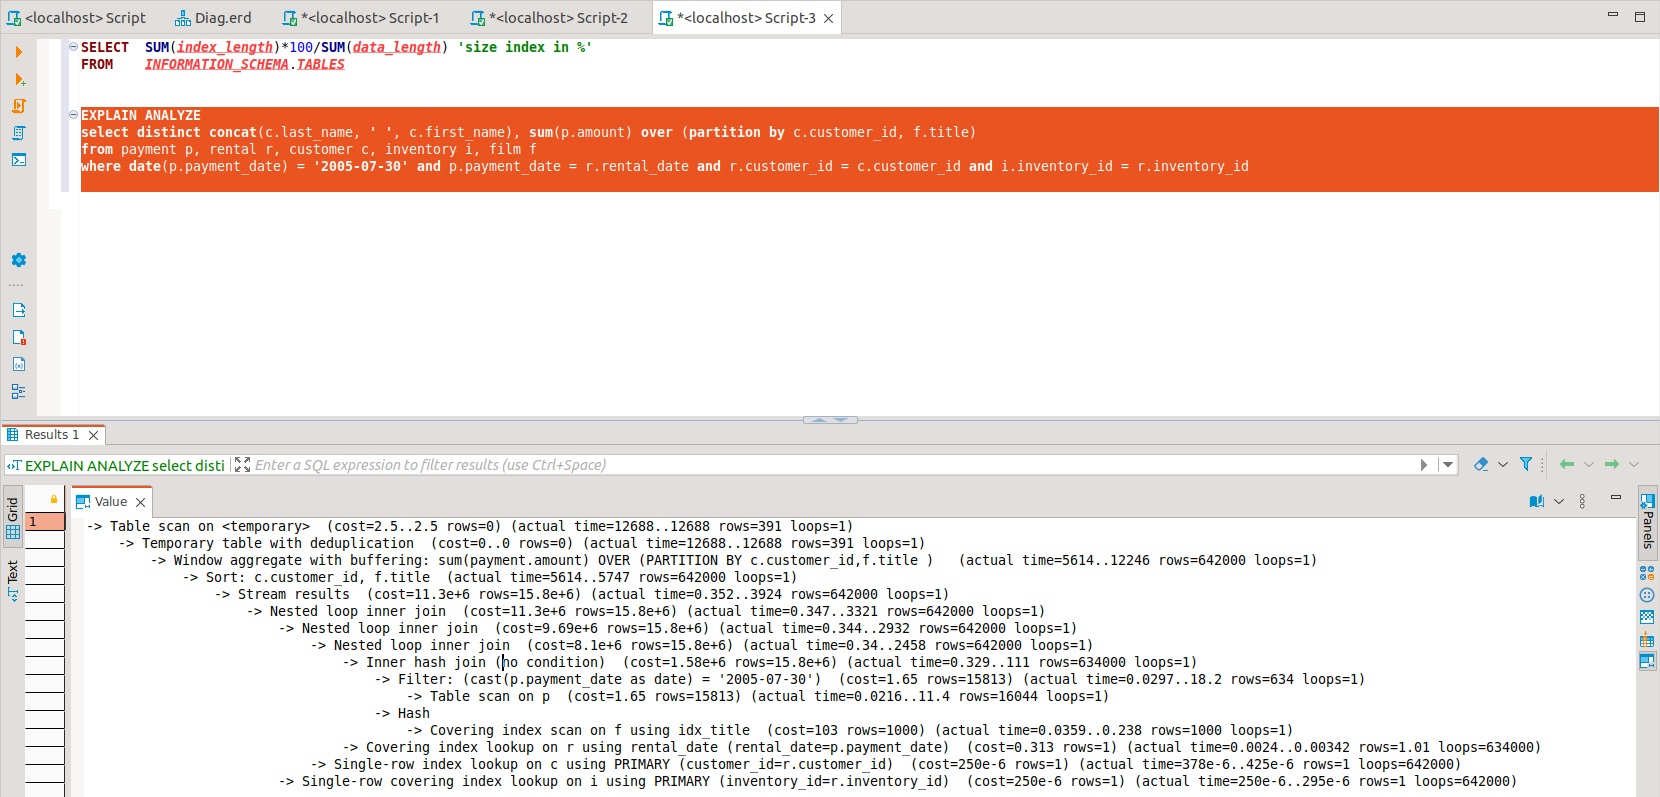 <localhost> Script
Diag.erd
*<localhost> Script-1
*<localhost> Script-2
*<localhost> Script-3
SELECT  SUM(index_length)*100/SUM(data_length) 'size index in %'
FROM    INFORMATION_SCHEMA.TABLES
EXPLAIN ANALYZE
select distinct concat(c.last_name, ' ', c.first_name), sum(p.amount) over (partition by c.customer_id, f.title)
from payment p, rental r, customer c, inventory i, film f
where date(p.payment_date) = '2005-07-30' and p.payment_date = r.rental_date and r.customer_id = c.customer_id and i.inventory_id = r.inventory_id
Results 1
EXPLAIN ANALYZE select disti
Enter a SQL expression to filter results (use Ctrl+Space)
Grid
Text
1
Value
Panels
-> Table scan on <temporary>  (cost=2.5..2.5 rows=0) (actual time=12688..12688 rows=391 loops=1)
-> Temporary table with deduplication  (cost=0..0 rows=0) (actual time=12688..12688 rows=391 loops=1)
-> Window aggregate with buffering: sum(payment.amount) OVER (PARTITION BY c.customer_id,f.title )   (actual time=5614..12246 rows=642000 loops=1)
-> Sort: c.customer_id, f.title  (actual time=5614..5747 rows=642000 loops=1)
-> Stream results  (cost=11.3e+6 rows=15.8e+6) (actual time=0.352..3924 rows=642000 loops=1)
-> Nested loop inner join  (cost=11.3e+6 rows=15.8e+6) (actual time=0.347..3321 rows=642000 loops=1)
-> Nested loop inner join  (cost=9.69e+6 rows=15.8e+6) (actual time=0.344..2932 rows=642000 loops=1)
-> Nested loop inner join  (cost=8.1e+6 rows=15.8e+6) (actual time=0.34..2458 rows=642000 loops=1)
-> Inner hash join (no condition)  (cost=1.58e+6 rows=15.8e+6) (actual time=0.329..111 rows=634000 loops=1)
-> Filter: (cast(p.payment_date as date) = '2005-07-30')  (cost=1.65 rows=15813) (actual time=0.0297..18.2 rows=634 loops=1)
-> Table scan on p  (cost=1.65 rows=15813) (actual time=0.0216..11.4 rows=16044 loops=1)
-> Hash
-> Covering index scan on f using idx_title  (cost=103 rows=1000) (actual time=0.0359..0.238 rows=1000 loops=1)
-> Covering index lookup on r using rental_date (rental_date=p.payment_date)  (cost=0.313 rows=1) (actual time=0.0024..0.00342 rows=1.01 loops=634000)
-> Single-row index lookup on c using PRIMARY (customer_id=r.customer_id)  (cost=250e-6 rows=1) (actual time=378e-6..425e-6 rows=1 loops=642000)
-> Single-row covering index lookup on i using PRIMARY (inventory_id=r.inventory_id)  (cost=250e-6 rows=1) (actual time=250e-6..295e-6 rows=1 loops=642000)